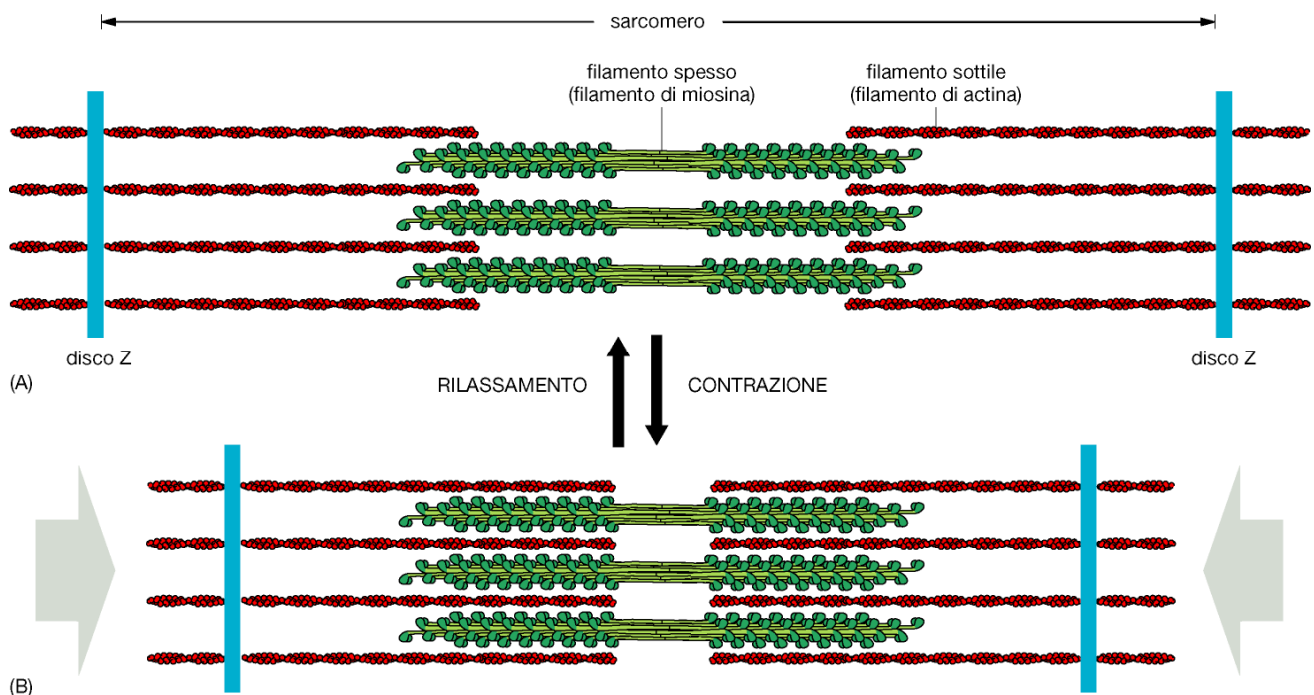 sarcomero
filamento spesso
(filamento di miosina)
filamento sottile
(filamento di actina)
disco Z
disco Z
(A)
RILASSAMENTO
CONTRAZIONE
(B)